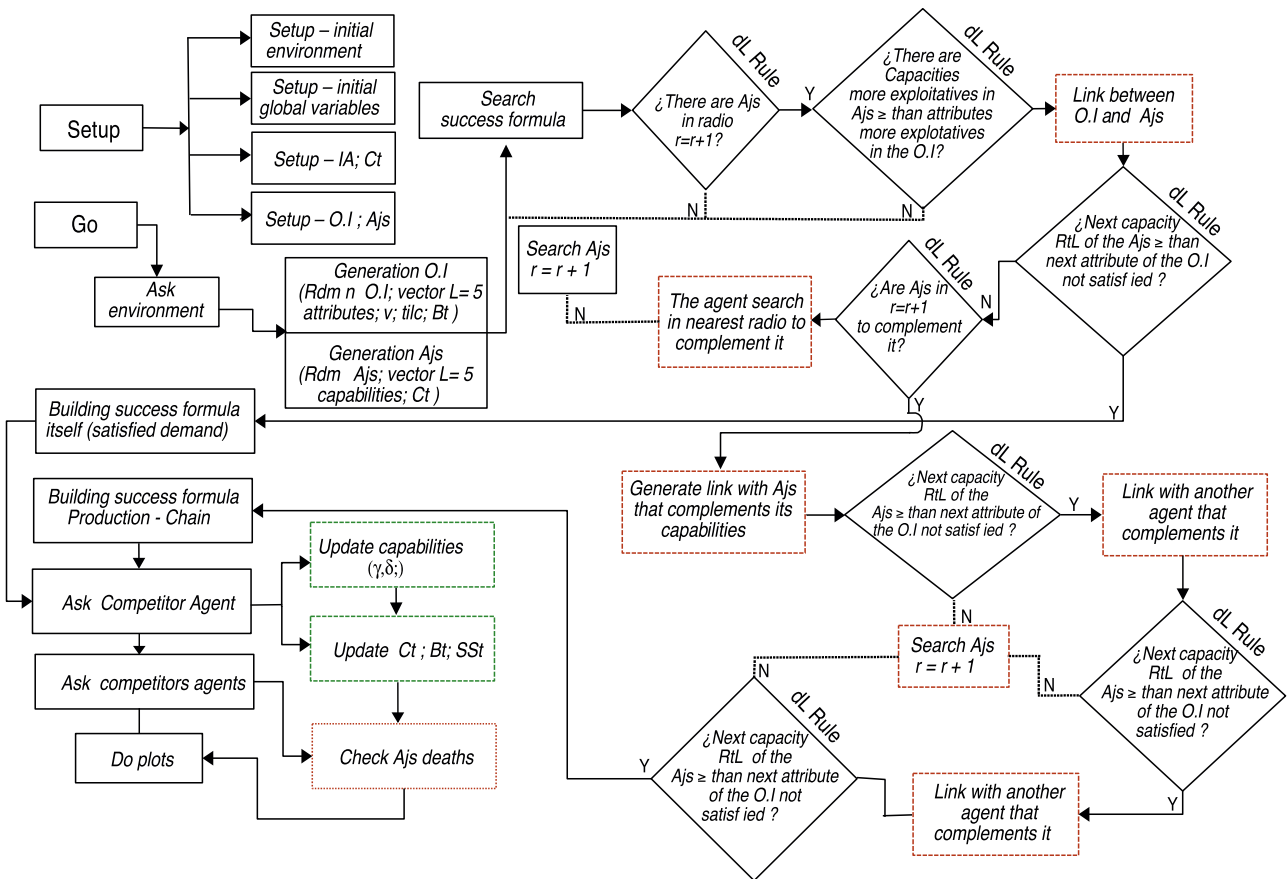 Setup
Setup – initial
environment
Setup – initial
global variables
Setup – IA; Ct
Setup – O.I ; Ajs
Go
Ask
environment
Generation O.I
(Rdm n O.I; vector L= 5
attributes; v; tilc; Bt )
Generation Ajs
(Rdm Ajs; vector L= 5
capabilities; Ct )
Search
success formula
dL Rule
¿There are Ajs
in radio
r=r+1?
Y
N
dL Rule
¿There are
Capacities
more exploitatives in
Ajs ≥ than attributes
more explotatives
in the O.I?
N
Link between
O.I and Ajs
dL Rule
¿Next capacity
RtL of the Ajs ≥ than
next attribute of the O.I
not satisf ied ?
N
Y
dL Rule
¿Are Ajs in
r=r+1
to complement
it?
Y
The agent search
in nearest radio to
complement it
N
Search Ajs
r = r + 1
Building success formula
itself (satisfied demand)
Building success formula
Production - Chain
Ask Competitor Agent
Ask competitors agents
Do plots
Update capabilities
(γ,δ;)
Update Ct ; Bt; SSt
Check Ajs deaths
Generate link with Ajs
that complements its
capabilities
dL Rule
¿Next capacity
RtL of the
Ajs ≥ than next attribute of
the O.I not satisf ied ?
Y
N
Link with another
agent that
complements it
dL Rule
¿Next capacity
RtL of the
Ajs ≥ than next attribute
of the O.I not
satisfied ?
N
Y
Search Ajs
r = r + 1
Link with another
agent that
complements it
dL Rule
¿Next capacity
RtL of the
Ajs ≥ than next attribute
of the O.I not
satisf ied ?
N
Y